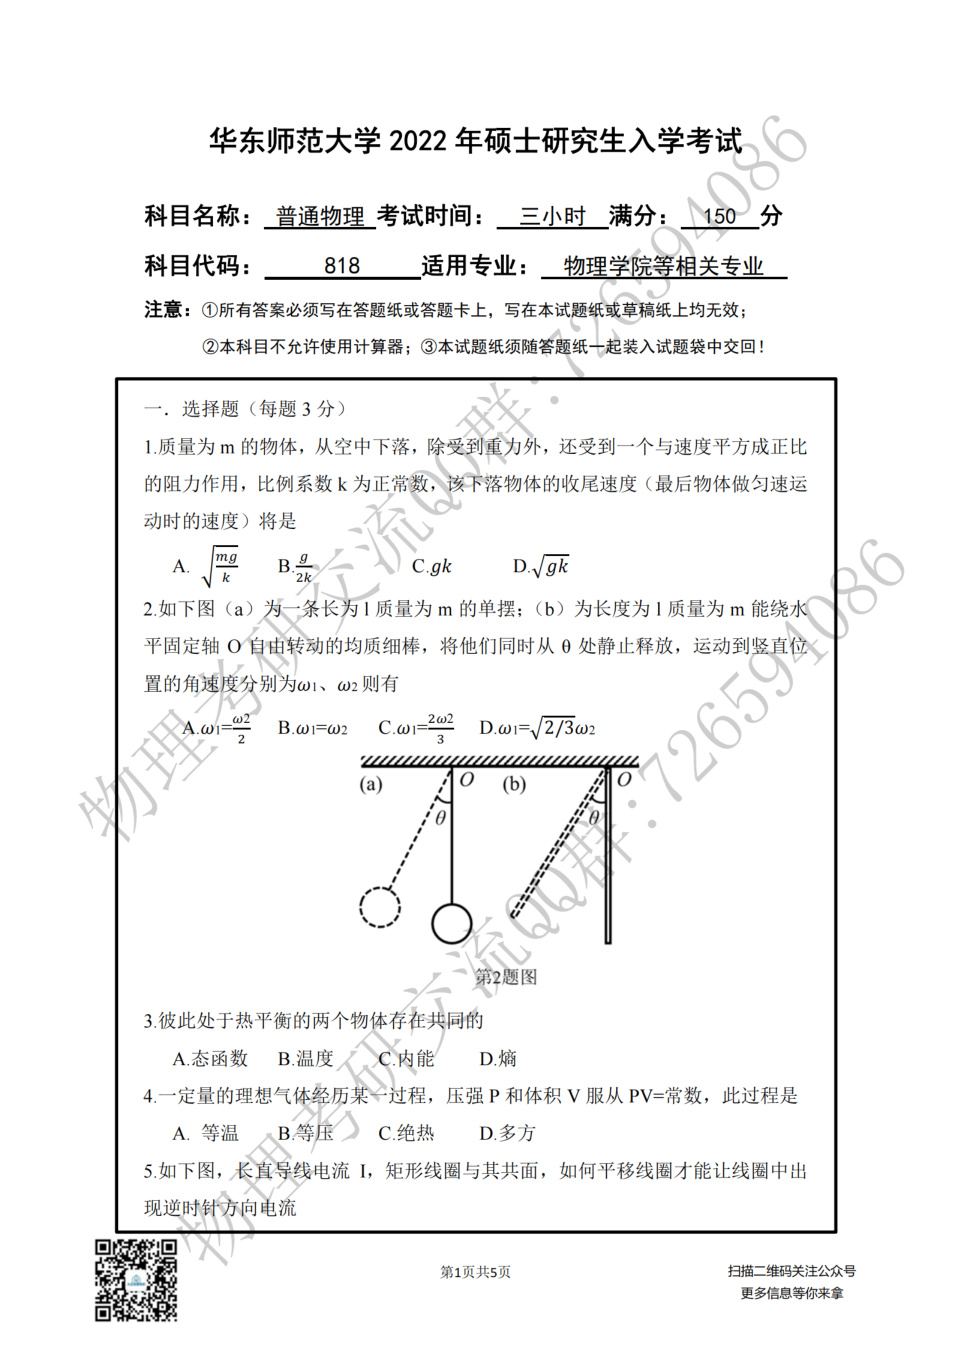 华东师范大学 2022 年硕士研究生入学考试
科目名称： 普通物理 考试时间： 三小时 满分： 150 分
科目代码： 818 适用专业： 物理学院等相关专业
注意：①所有答案必须写在答题纸或答题卡上，写在本试题纸或草稿纸上均无效；
②本科目不允许使用计算器；③本试题纸须随答题纸一起装入试题袋中交回！
一．选择题（每题 3 分）
1.质量为 m 的物体，从空中下落，除受到重力外，还受到一个与速度平方成正比
的阻力作用，比例系数 k 为正常数，该下落物体的收尾速度（最后物体做匀速运
动时的速度）将是
A. √(mg/k) B. g/2k C.gk D.√gk
2.如下图（a）为一条长为 l 质量为 m 的单摆；（b）为长度为 l 质量为 m 能绕水
平固定轴 O 自由转动的均质细棒，将他们同时从 θ 处静止释放，运动到竖直位
置的角速度分别为ω1、ω2 则有
A.ω1=ω2/2 B.ω1=ω2 C.ω1=2ω2/3 D.ω1=√2/3ω2
(a) O (b) O
θ θ
第2题图
3.彼此处于热平衡的两个物体存在共同的
A.态函数 B.温度 C.内能 D.熵
4.一定量的理想气体经历某一过程，压强 P 和体积 V 服从 PV=常数，此过程是
A. 等温 B.等压 C.绝热 D.多方
5.如下图，长直导线电流 I，矩形线圈与其共面，如何平移线圈才能让线圈中出
现逆时针方向电流
第1页共5页
扫描二维码关注公众号
更多信息等你来拿
物理考研交流QQ群：726594086
物理考研交流QQ群：726594086